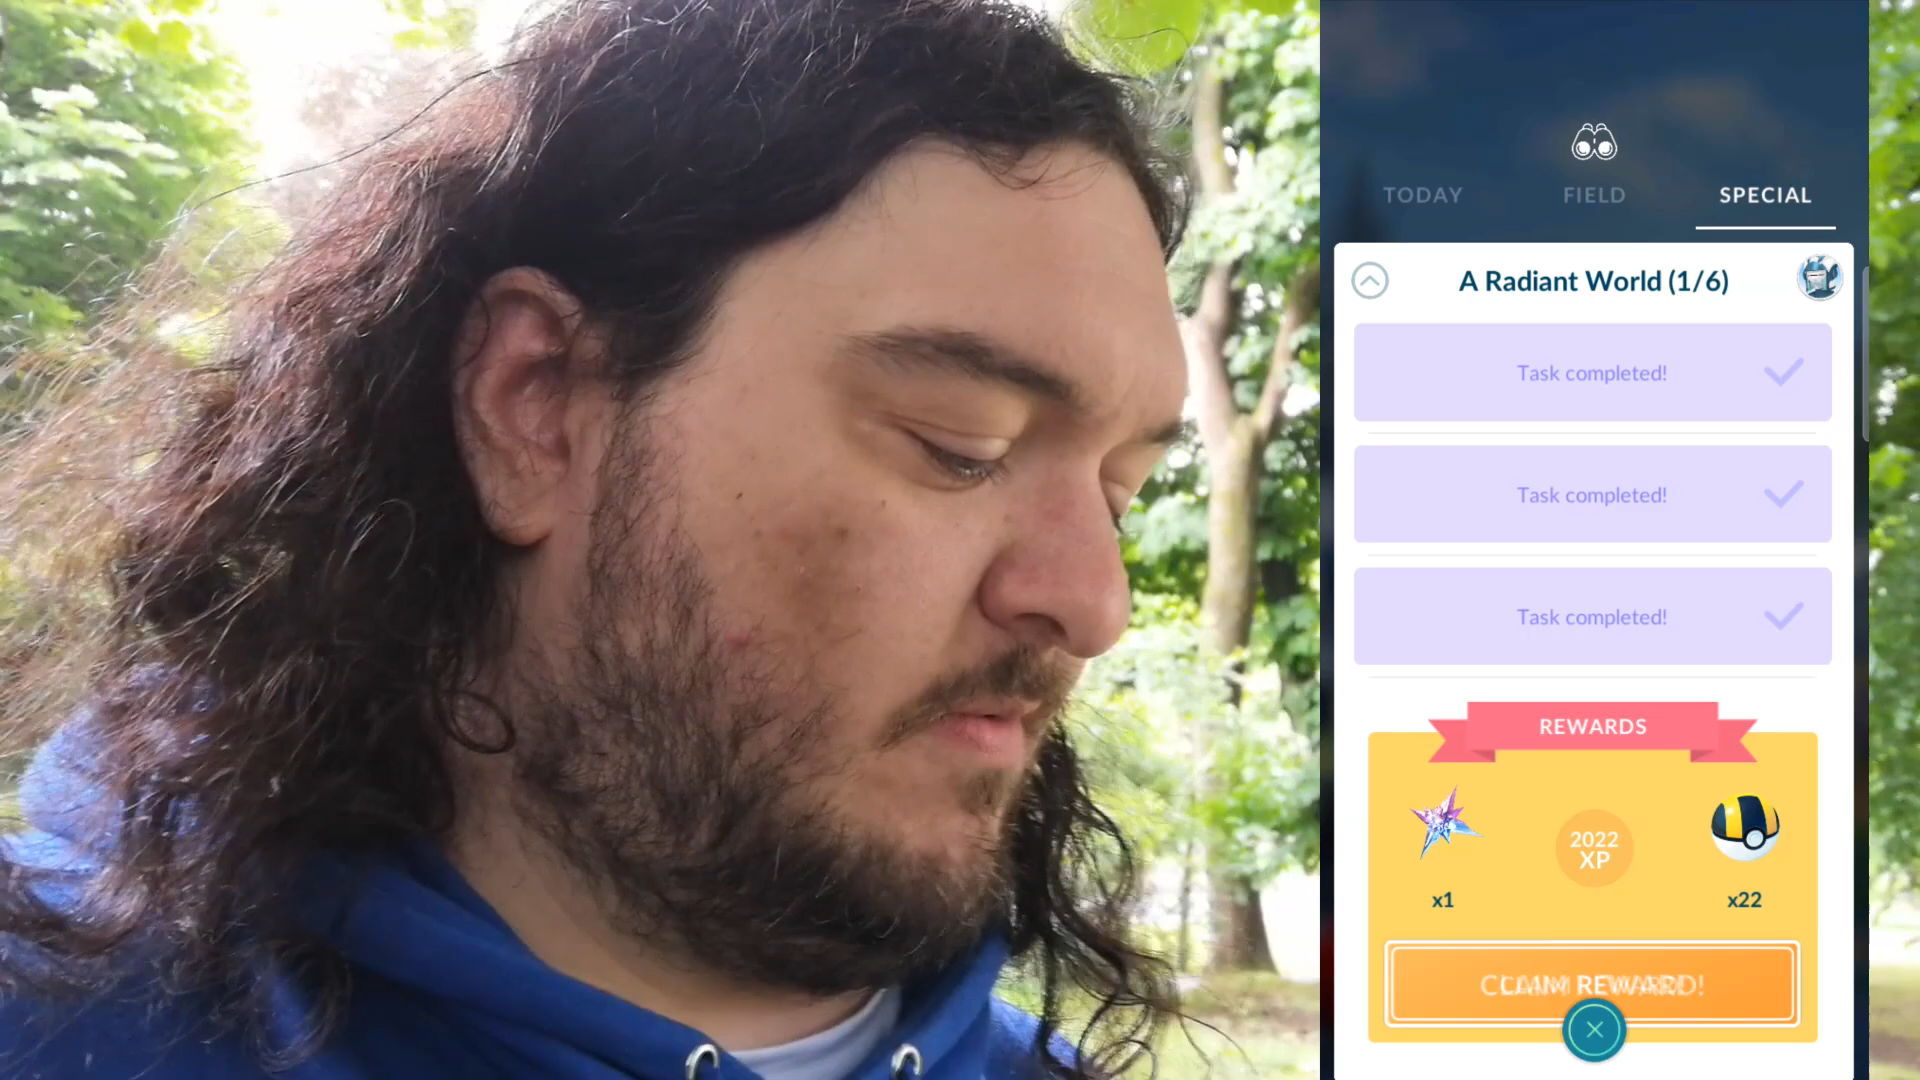 TODAY FIELD SPECIAL
A Radiant World (1/6)
Task completed!
Task completed!
Task completed!
REWARDS
2022
XP
x1 x22
CLAIM REWARD!